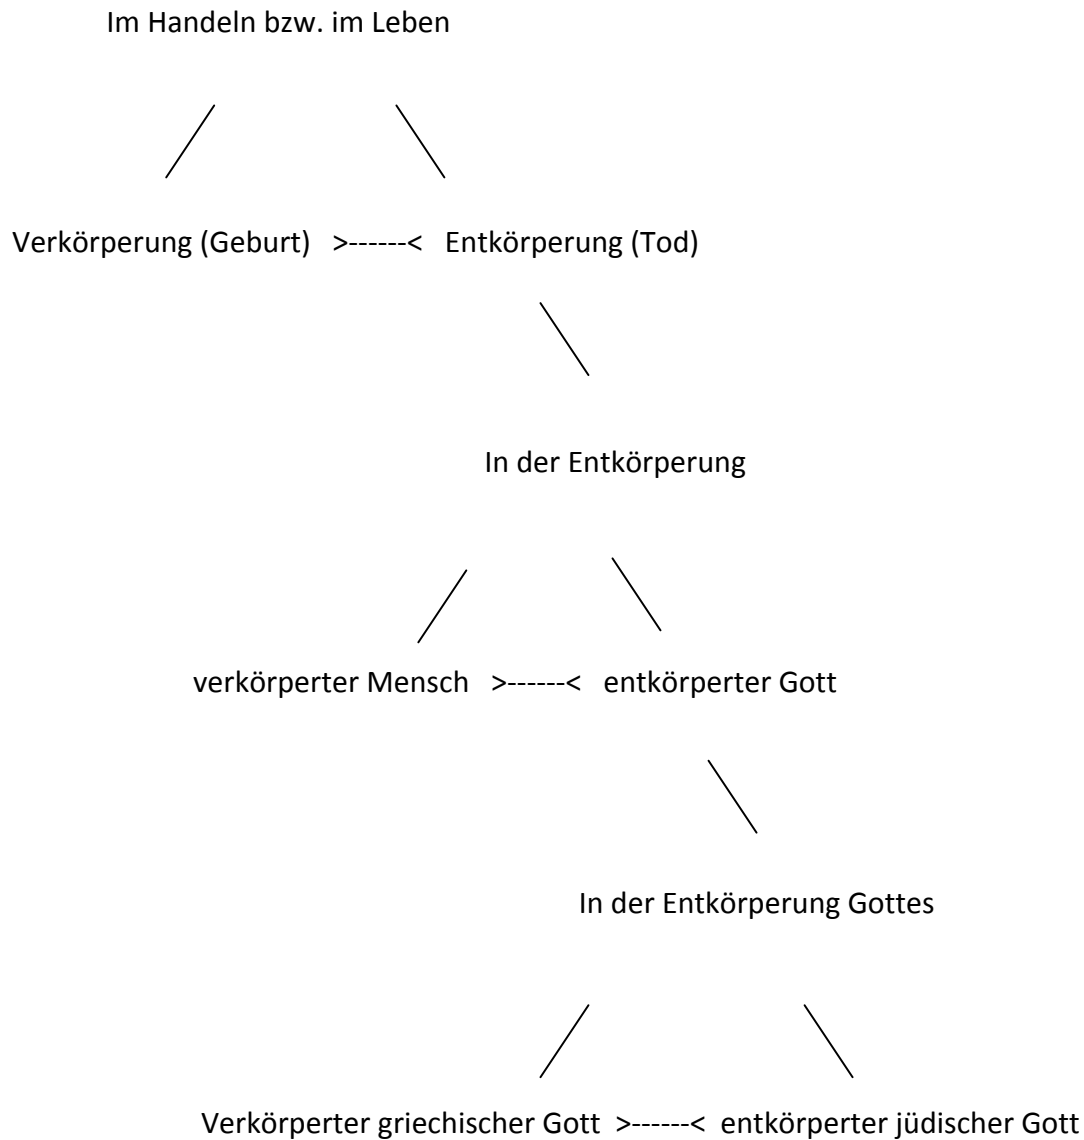 Im Handeln bzw. im Leben
Verkörperung (Geburt) >------< Entkörperung (Tod)
In der Entkörperung
verkörperter Mensch >------< entkörperter Gott
In der Entkörperung Gottes
Verkörperter griechischer Gott >------< entkörperter jüdischer Gott